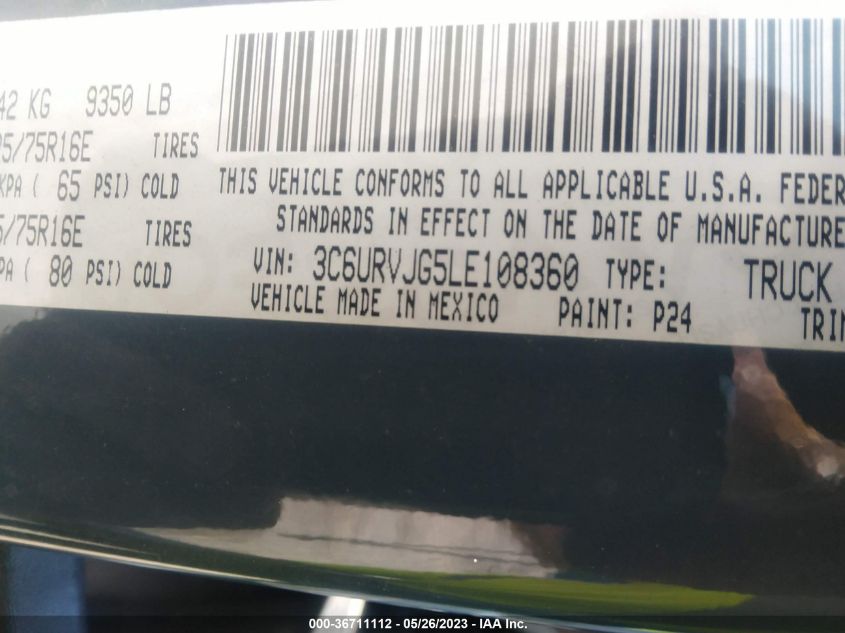 42 KG 9350 LB
5/75R16E TIRES
KPA ( 65 PSI) COLD
5/75R16E TIRES
PA ( 80 PSI) COLD
THIS VEHICLE CONFORMS TO ALL APPLICABLE U.S.A. FEDER
STANDARDS IN EFFECT ON THE DATE OF MANUFACTURE
VIN: 3C6URVJG5LE108360 TYPE: TRUCK
VEHICLE MADE IN MEXICO PAINT: P24 TRIM
000-36711112 - 05/26/2023 - IAA Inc.